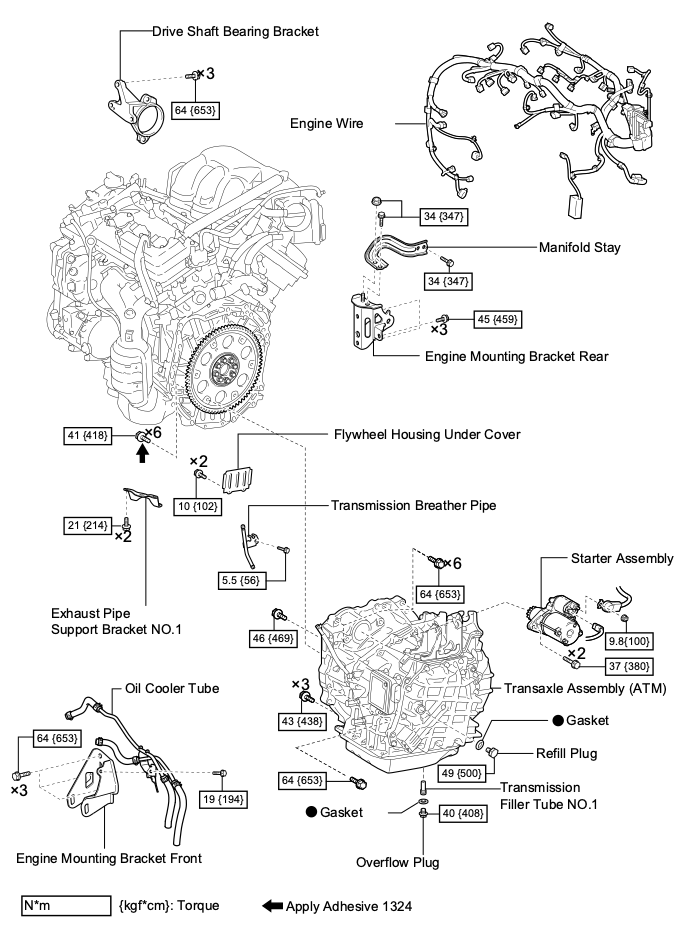 Drive Shaft Bearing Bracket
×3
64 {653}
Engine Wire
34 {347}
Manifold Stay
34 {347}
45 {459}
×3
Engine Mounting Bracket Rear
41 {418}
×6
Flywheel Housing Under Cover
×2
10 {102}
Transmission Breather Pipe
21 {214}
×2
5.5 {56}
×6
64 {653}
Starter Assembly
Exhaust Pipe
Support Bracket NO.1
46 {469}
9.8{100}
×2
37 {380}
Oil Cooler Tube
×3
Transaxle Assembly (ATM)
43 {438}
● Gasket
64 {653}
Refill Plug
49 {500}
×3
64 {653}
19 {194}
Transmission
Filler Tube NO.1
● Gasket
40 {408}
Engine Mounting Bracket Front
Overflow Plug
N*m
{kgf*cm}: Torque
Apply Adhesive 1324